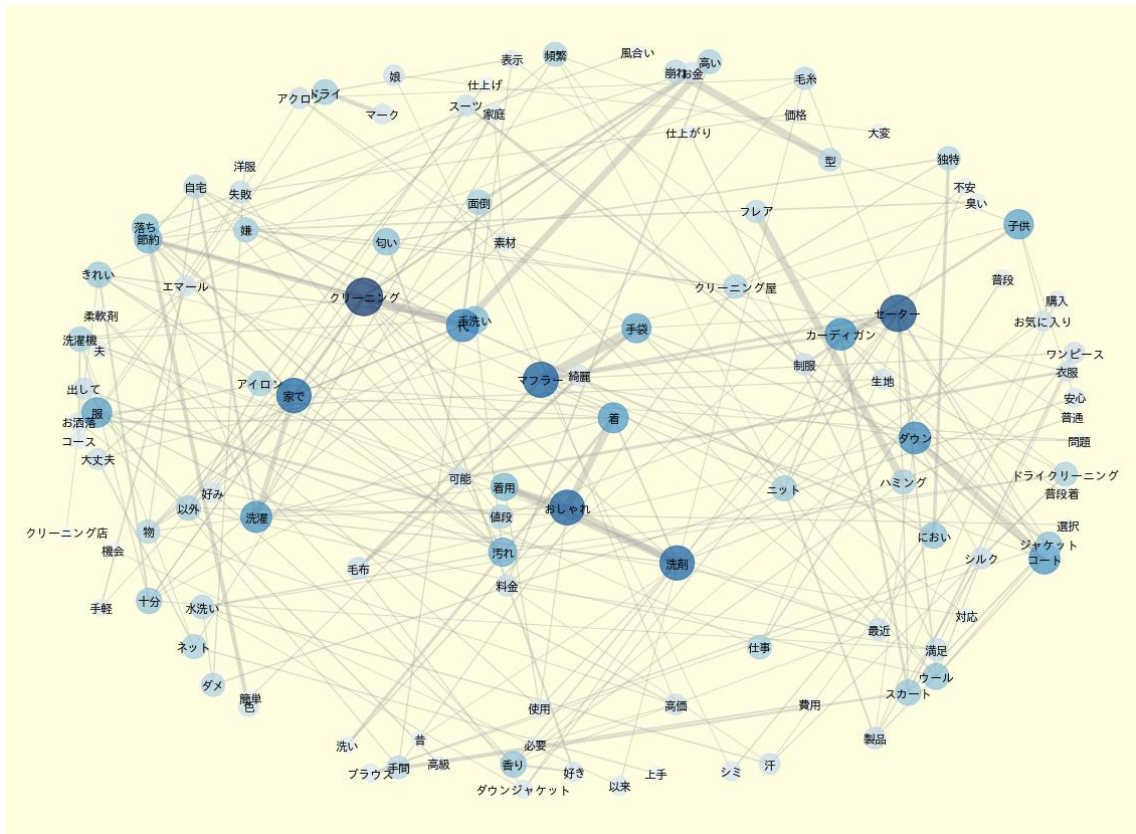 風合い
頻繁
表示
高い
崩れ
お金
娘
毛糸
仕上げ
ドライ
アクロン
スーツ
家庭
マーク
価格
仕上がり
大変
型
独特
洋服
自宅
失敗
不安
臭い
面倒
フレア
落ち
節約
嫌
子供
匂い
素材
きれい
エマール
クリーニング屋
普段
クリーニング
購入
柔軟剤
セーター
お気に入り
代
手洗い
手袋
カーディガン
洗濯機
夫
ワンピース
制服
衣服
マフラー
綺麗
生地
アイロン
出して
家で
安心
服
お洒落
着
普通
コース
ダウン
問題
大丈夫
可能
ドライクリーニング
ハミング
着用
ニット
好み
普段着
以外
おしゃれ
洗濯
値段
選択
クリーニング店
物
におい
ジャケット
機会
汚れ
シルク
コート
毛布
洗剤
料金
十分
手軽
水洗い
対応
最近
ネット
仕事
満足
ウール
ダメ
スカート
簡単
色
使用
高価
費用
昔
洗い
必要
製品
高級
香り
汗
手間
ブラウス
好き
上手
シミ
以来
ダウンジャケット